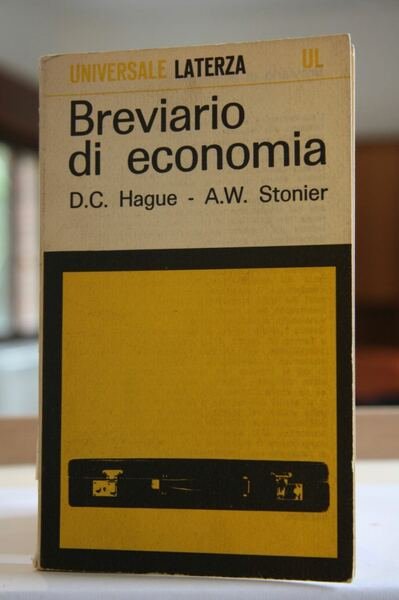 UNIVERSALE LATERZA UL
Breviario
di economia
D.C. Hague - A.W. Stonier